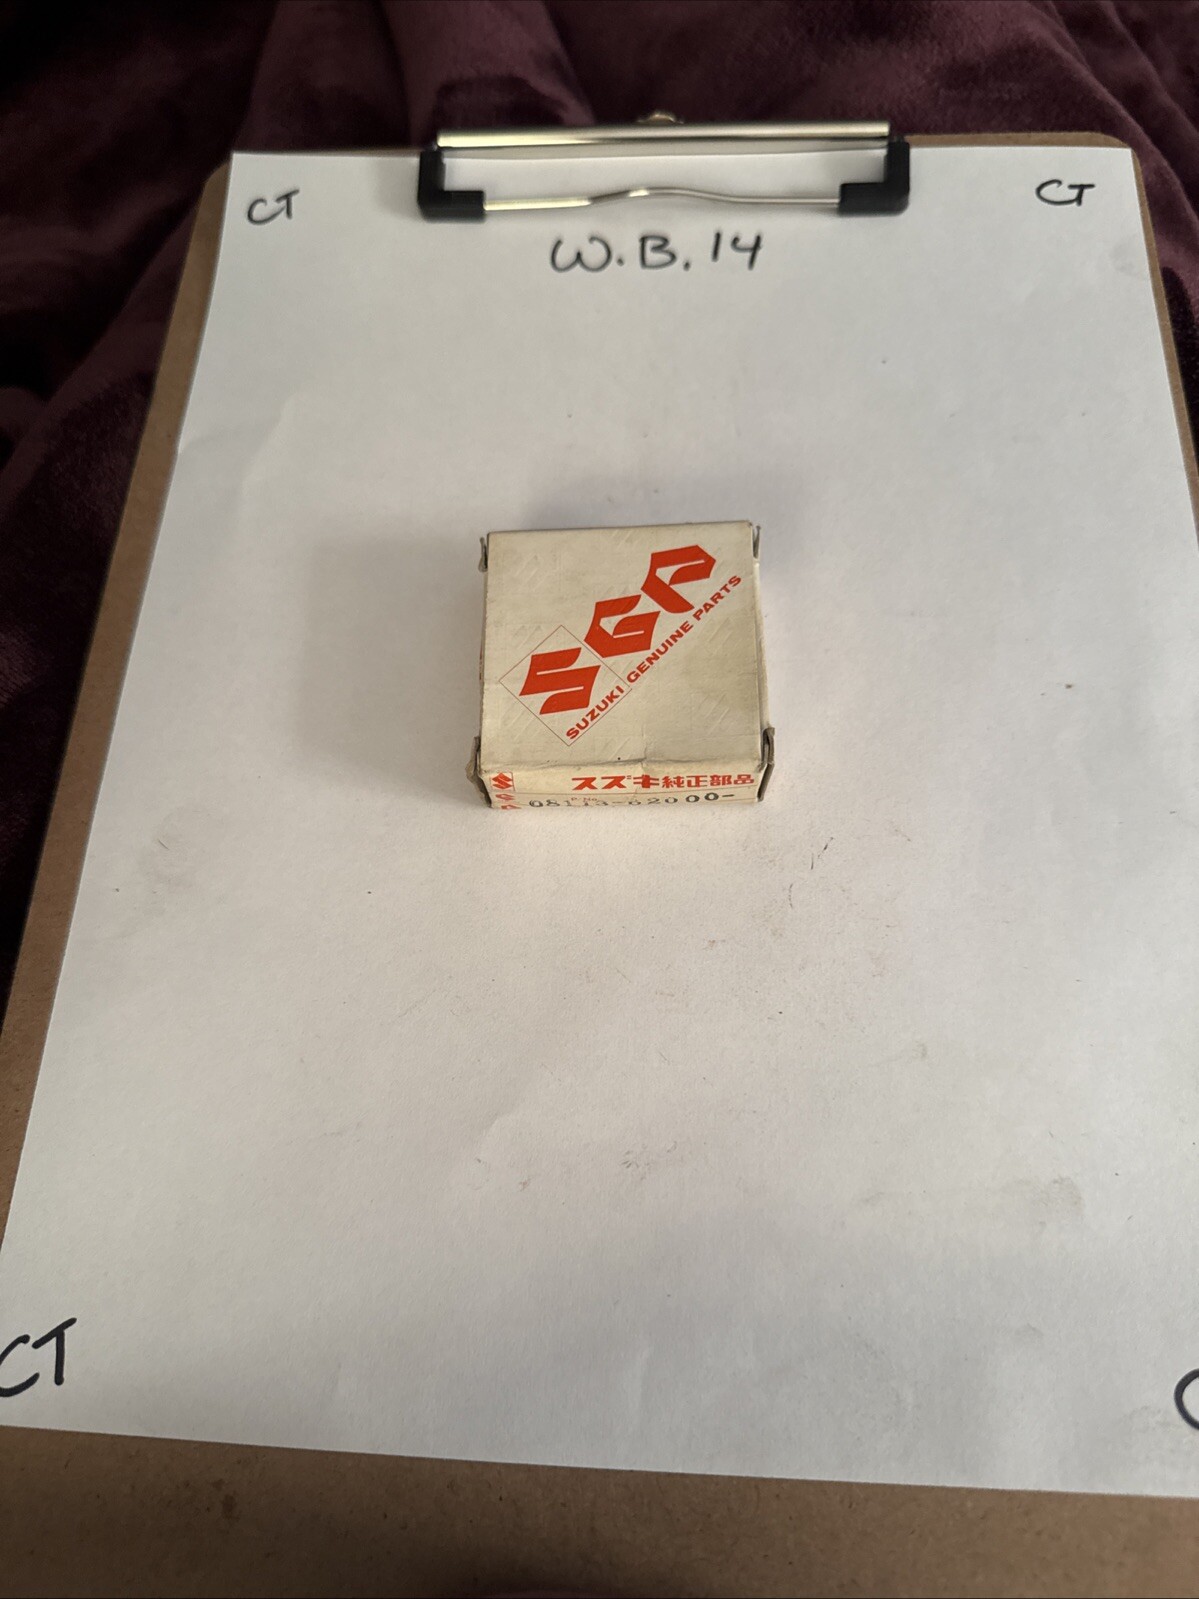 CT
CT
W.B. 14
SGP
SUZUKI GENUINE PARTS
スズキ純正部品
CT